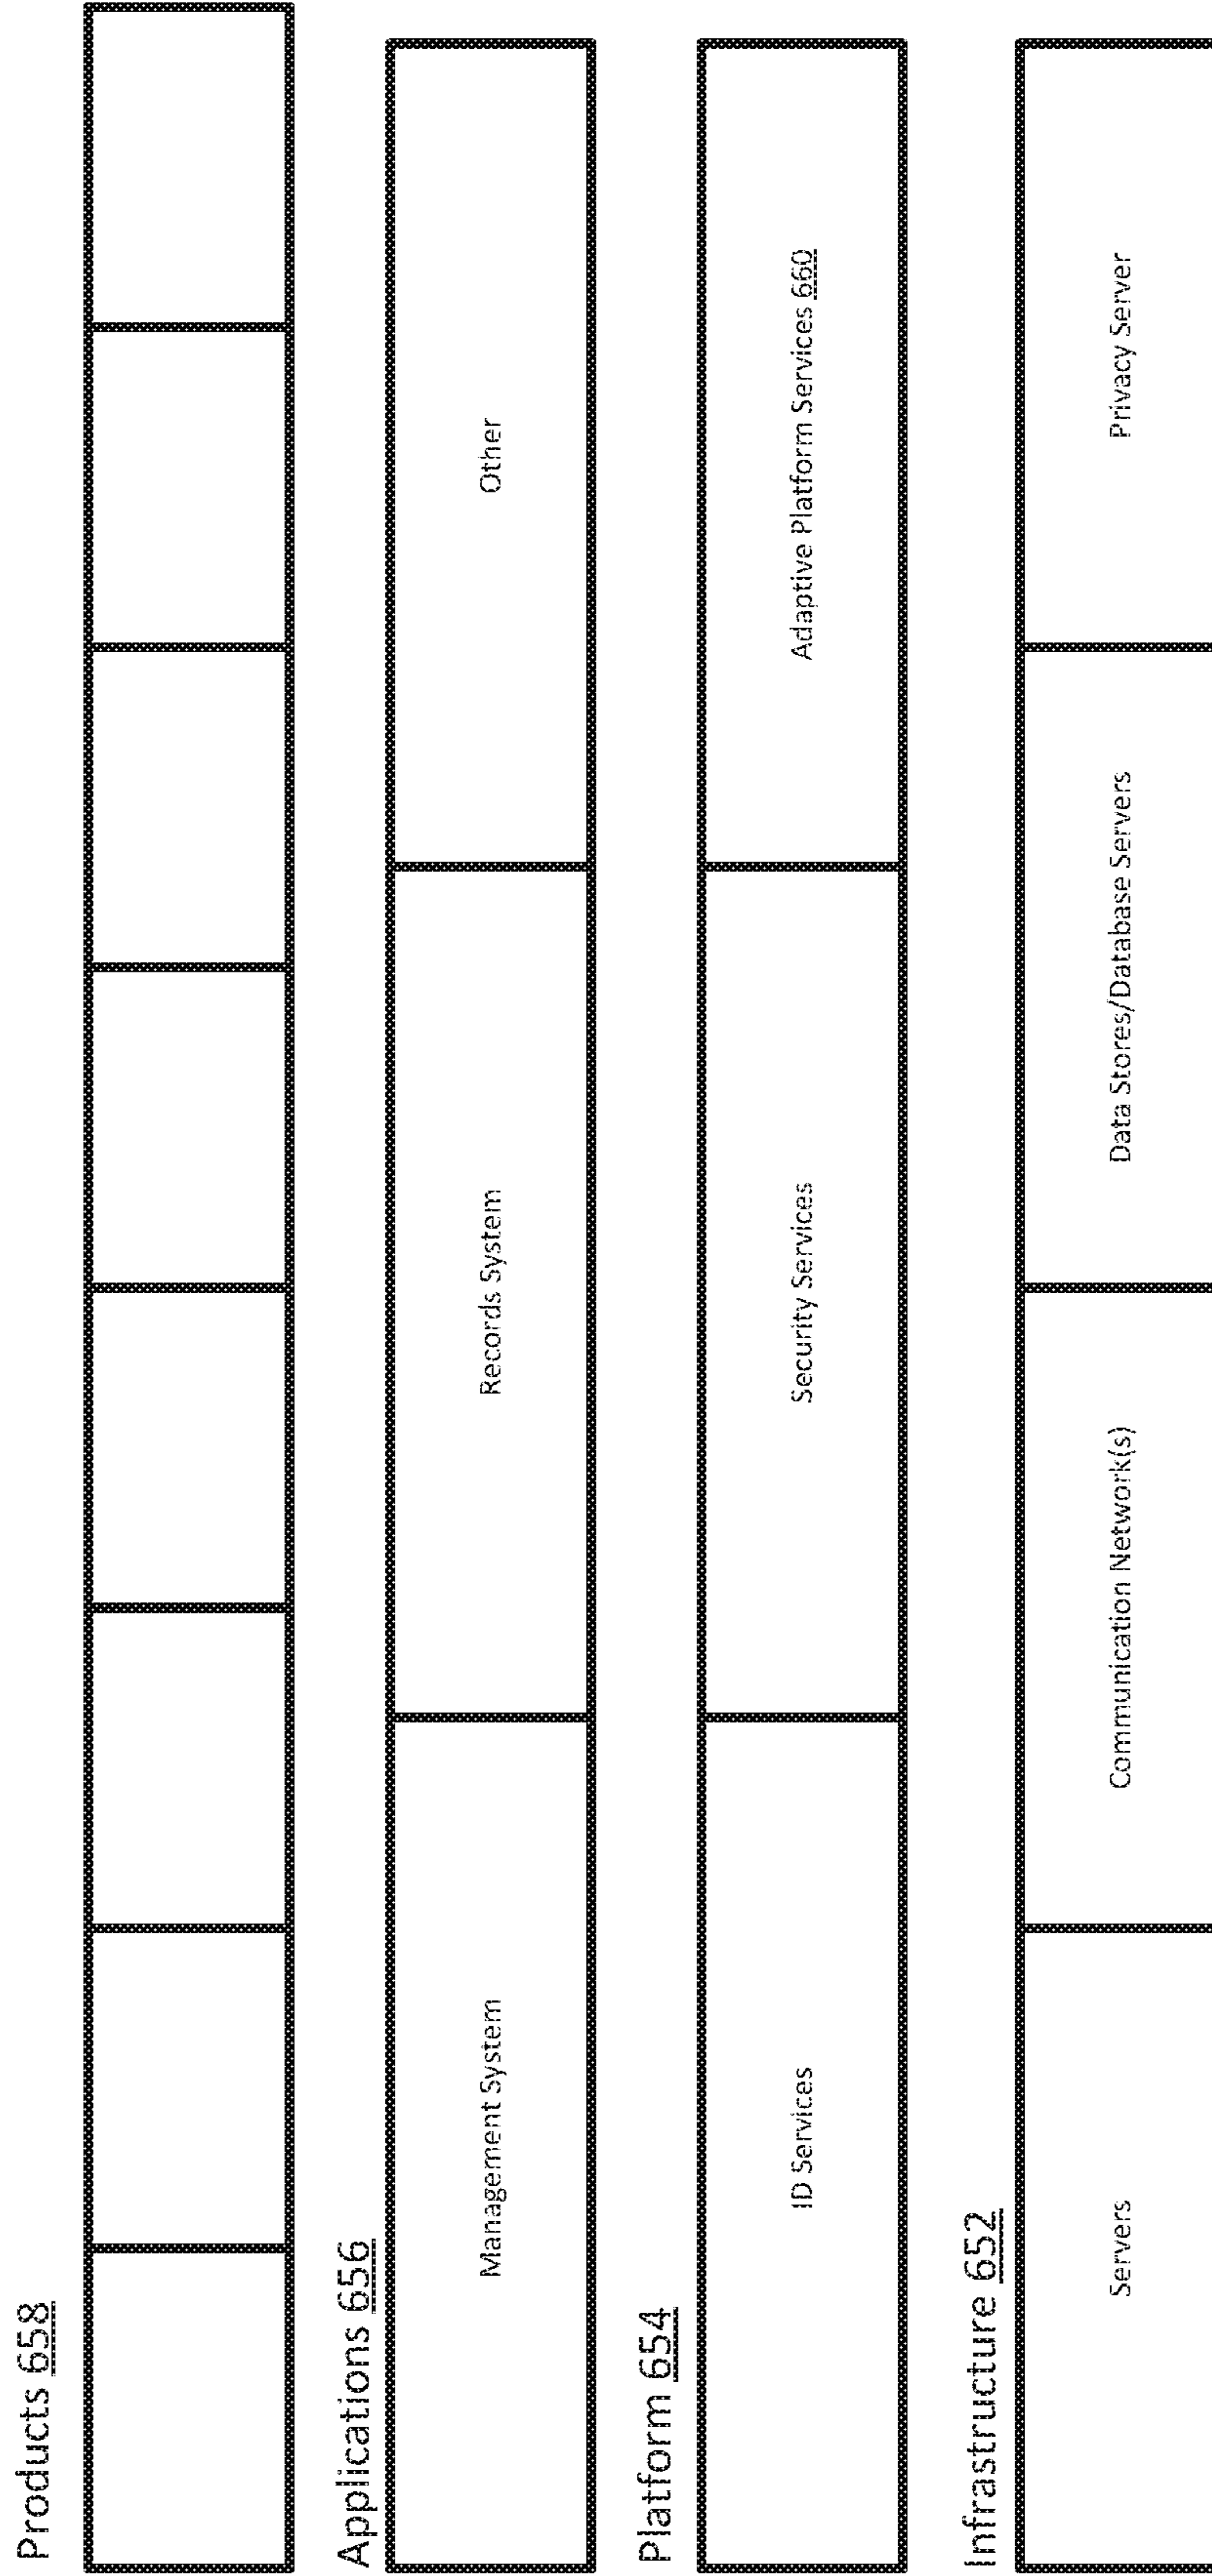 Products 658
Applications 656
Management System
Records System
Other
Platform 654
ID Services
Security Services
Adaptive Platform Services 660
Infrastructure 652
Servers
Communication Network(s)
Data Stores/Database Servers
Privacy Server